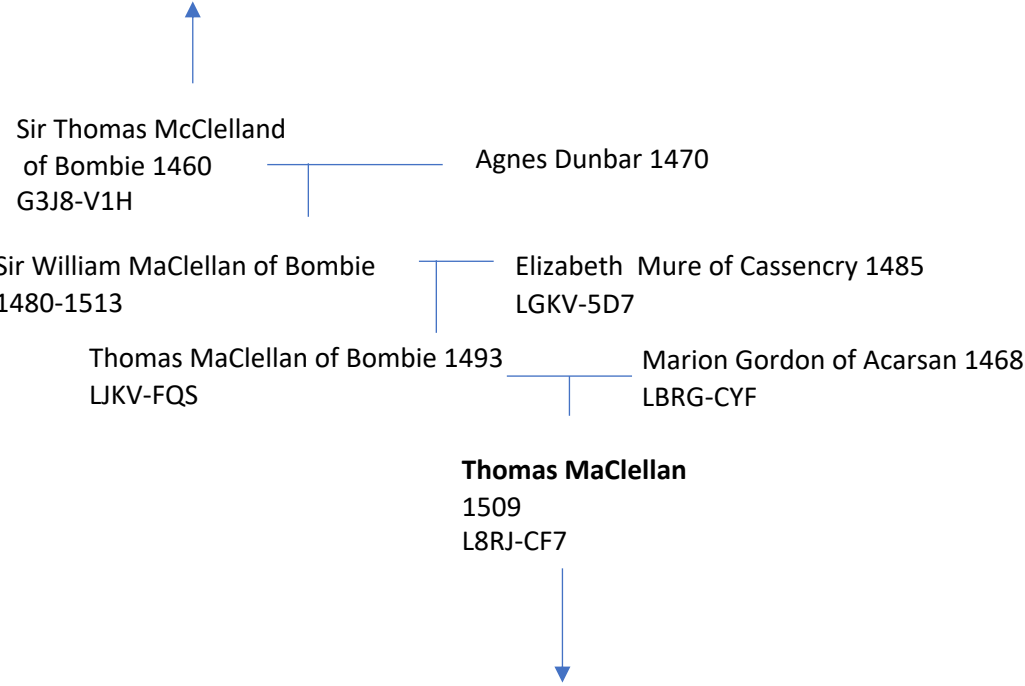 Sir Thomas McClelland
of Bombie 1460
G3J8-V1H
Agnes Dunbar 1470
Sir William MaClellan of Bombie
1480-1513
Elizabeth Mure of Cassencry 1485
LGKV-5D7
Thomas MaClellan of Bombie 1493
LJKV-FQS
Marion Gordon of Acarsan 1468
LBRG-CYF
Thomas MaClellan
1509
L8RJ-CF7